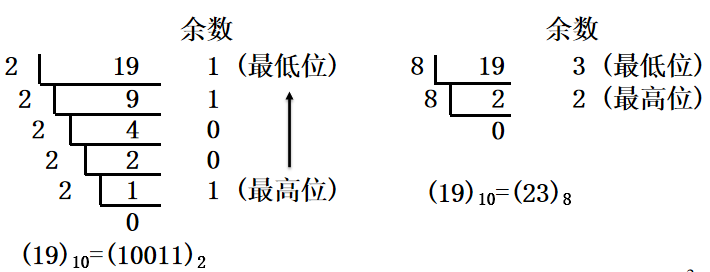 余数
2 19 1 (最低位)
2 9 1
2 4 0
2 2 0
2 1 1 (最高位)
0
(19)10=(10011)2
余数
8 19 3 (最低位)
8 2 2 (最高位)
0
(19)10=(23)8